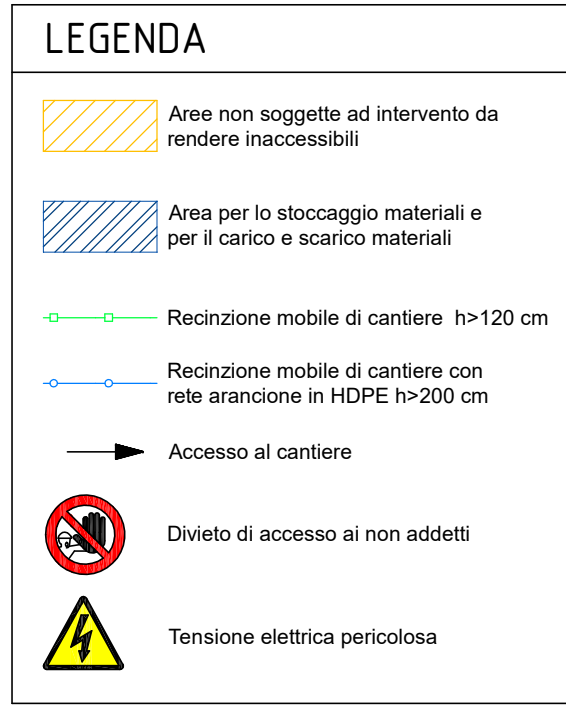 LEGENDA
Aree non soggette ad intervento da
rendere inaccessibili
Area per lo stoccaggio materiali e
per il carico e scarico materiali
Recinzione mobile di cantiere h>120 cm
Recinzione mobile di cantiere con
rete arancione in HDPE h>200 cm
Accesso al cantiere
Divieto di accesso ai non addetti
Tensione elettrica pericolosa